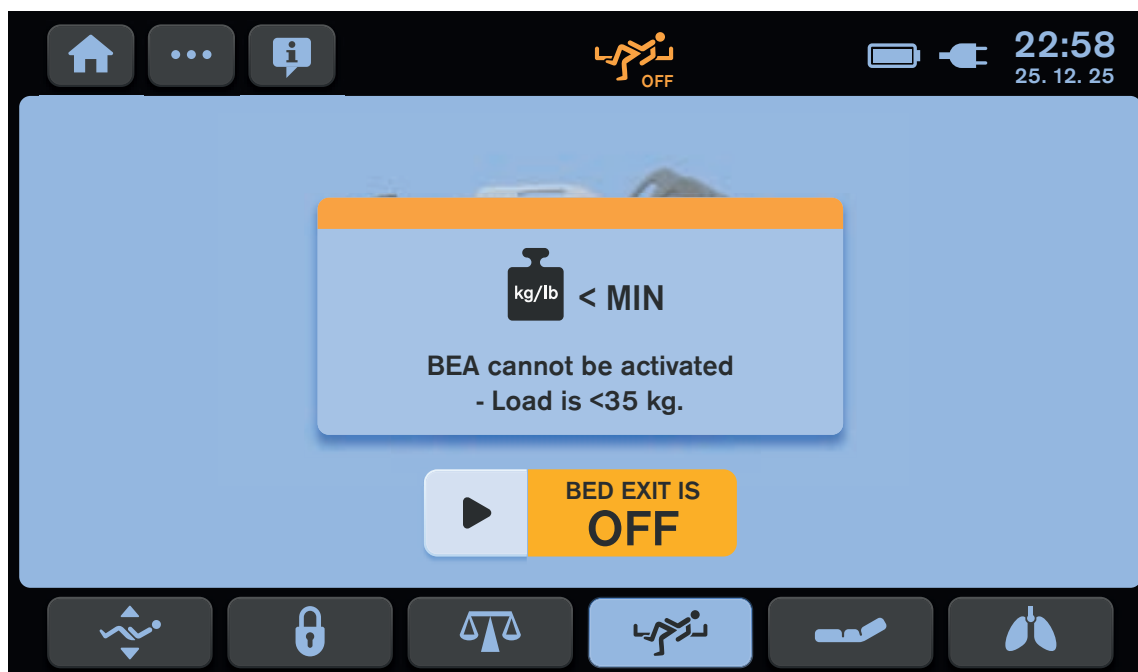 OFF
22:58
25. 12. 25
kg/lb < MIN
BEA cannot be activated
- Load is <35 kg.
BED EXIT IS
OFF